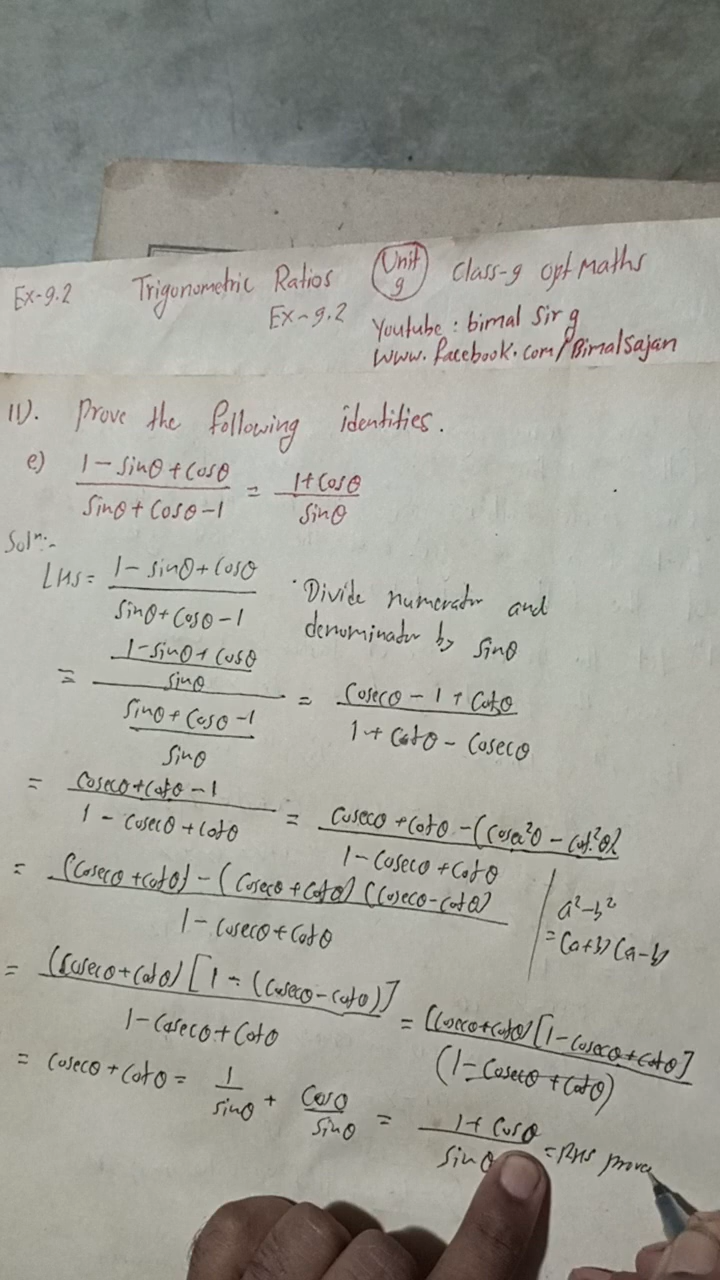 Ex-9.2 Trigonometric Ratios Unit 9 Class-9 opt Maths
Ex-9.2 Youtube : bimal sir g
www.facebook.com/Bimalsajan
11). Prove the following identities.
e) (1 - sinθ + cosθ)/(sinθ + cosθ - 1) = (1 + cosθ)/sinθ
Solⁿ:-
LHS = (1 - sinθ + cosθ)/(sinθ + cosθ - 1) Divide numerator and
denominator by sinθ
= ((1 - sinθ + cosθ)/sinθ)/((sinθ + cosθ - 1)/sinθ) = (cosecθ - 1 + cotθ)/(1 + cotθ - cosecθ)
= (cosecθ + cotθ - 1)/(1 - cosecθ + cotθ) = (cosecθ + cotθ - (cosec²θ - cot²θ))/(1 - cosecθ + cotθ)
= ((cosecθ + cotθ) - (cosecθ + cotθ)(cosecθ - cotθ))/(1 - cosecθ + cotθ) a² - b²
= (a+b)(a-b)
= ((cosecθ + cotθ)[1 - (cosecθ - cotθ)])/(1 - cosecθ + cotθ) = ((cosecθ + cotθ)[1 - cosecθ + cotθ])/(1 - cosecθ + cotθ)
= cosecθ + cotθ = 1/sinθ + cosθ/sinθ = (1 + cosθ)/sinθ = RHS prove